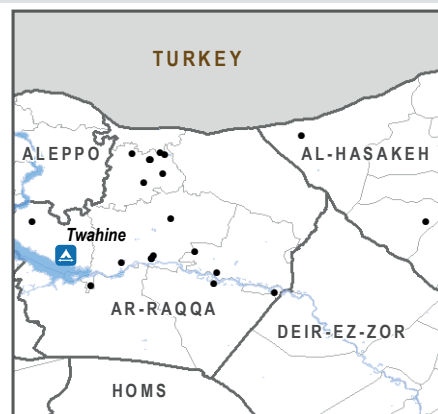 TURKEY
ALEPPO
AL-HASAKEH
Twahine
AR-RAQQA
DEIR-EZ-ZOR
HOMS